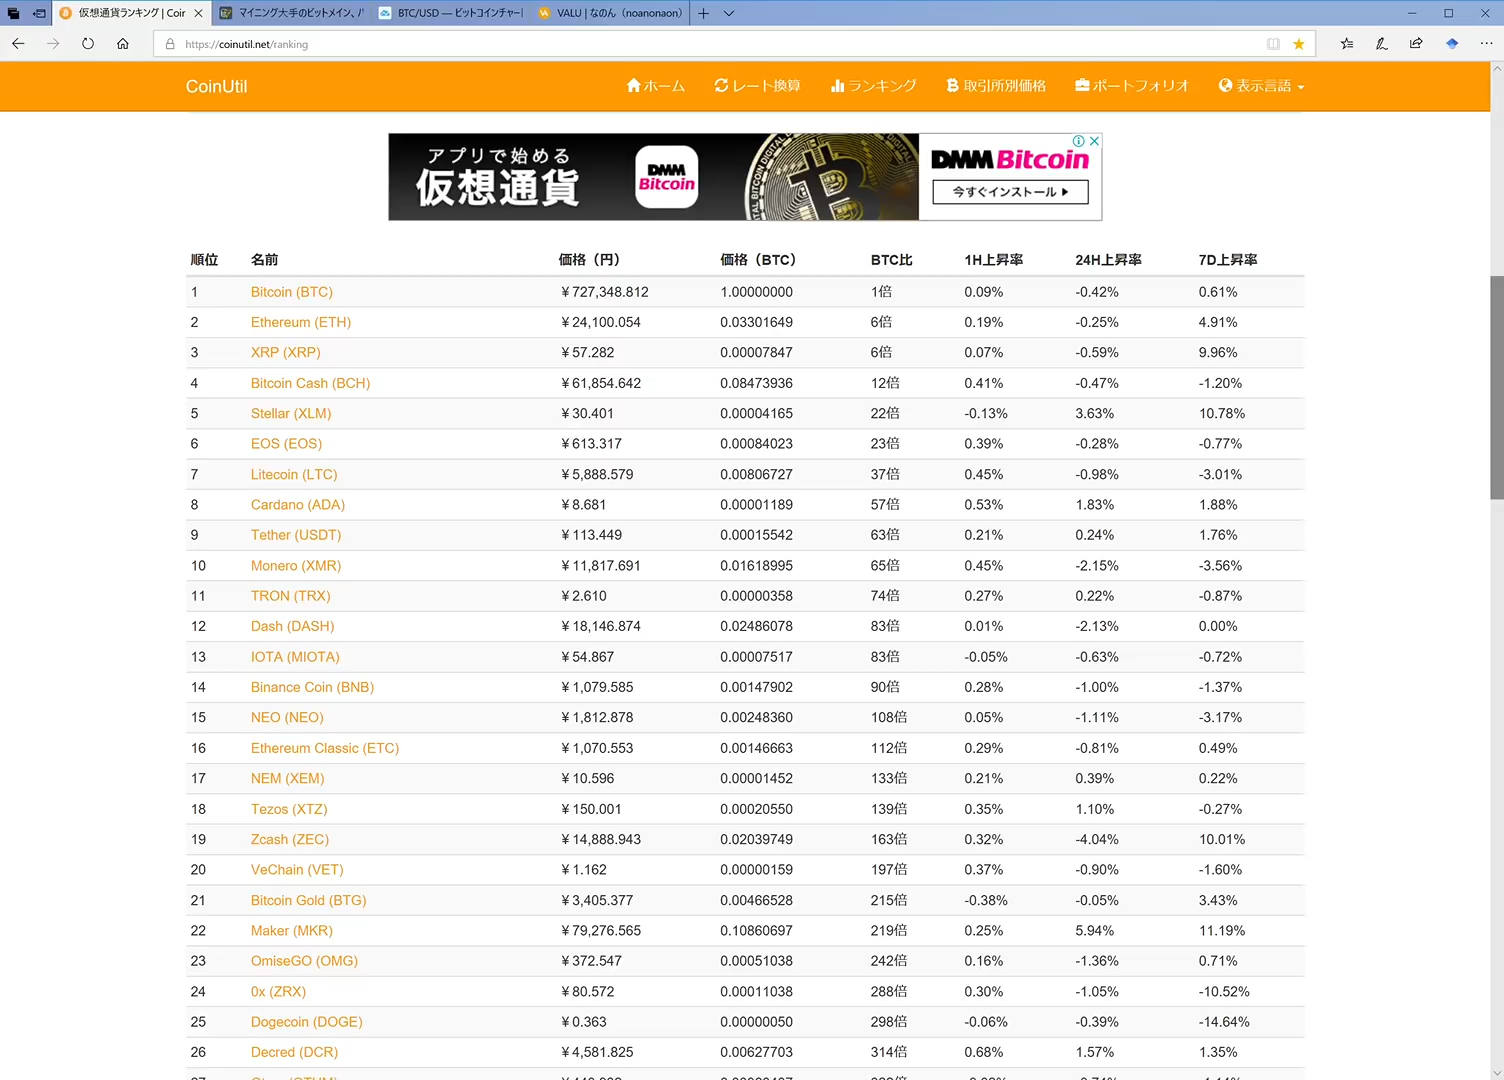 仮想通貨ランキング | Coin
マイニング大手のビットメイン、パ
BTC/USD — ビットコインチャート
VALU | なのん（noanonaon）
https://coinutil.net/ranking
CoinUtil
ホーム
レート換算
ランキング
取引所別価格
ポートフォリオ
表示言語
アプリで始める
仮想通貨
DMM Bitcoin
DMM Bitcoin
今すぐインストール
順位 名前 価格（円） 価格（BTC） BTC比 1H上昇率 24H上昇率 7D上昇率
1 Bitcoin (BTC) ¥727,348.812 1.00000000 1倍 0.09% -0.42% 0.61%
2 Ethereum (ETH) ¥24,100.054 0.03301649 6倍 0.19% -0.25% 4.91%
3 XRP (XRP) ¥57.282 0.00007847 6倍 0.07% -0.59% 9.96%
4 Bitcoin Cash (BCH) ¥61,854.642 0.08473936 12倍 0.41% -0.47% -1.20%
5 Stellar (XLM) ¥30.401 0.00004165 22倍 -0.13% 3.63% 10.78%
6 EOS (EOS) ¥613.317 0.00084023 23倍 0.39% -0.28% -0.77%
7 Litecoin (LTC) ¥5,888.579 0.00806727 37倍 0.45% -0.98% -3.01%
8 Cardano (ADA) ¥8.681 0.00001189 57倍 0.53% 1.83% 1.88%
9 Tether (USDT) ¥113.449 0.00015542 63倍 0.21% 0.24% 1.76%
10 Monero (XMR) ¥11,817.691 0.01618995 65倍 0.45% -2.15% -3.56%
11 TRON (TRX) ¥2.610 0.00000358 74倍 0.27% 0.22% -0.87%
12 Dash (DASH) ¥18,146.874 0.02486078 83倍 0.01% -2.13% 0.00%
13 IOTA (MIOTA) ¥54.867 0.00007517 83倍 -0.05% -0.63% -0.72%
14 Binance Coin (BNB) ¥1,079.585 0.00147902 90倍 0.28% -1.00% -1.37%
15 NEO (NEO) ¥1,812.878 0.00248360 108倍 0.05% -1.11% -3.17%
16 Ethereum Classic (ETC) ¥1,070.553 0.00146663 112倍 0.29% -0.81% 0.49%
17 NEM (XEM) ¥10.596 0.00001452 133倍 0.21% 0.39% 0.22%
18 Tezos (XTZ) ¥150.001 0.00020550 139倍 0.35% 1.10% -0.27%
19 Zcash (ZEC) ¥14,888.943 0.02039749 163倍 0.32% -4.04% 10.01%
20 VeChain (VET) ¥1.162 0.00000159 197倍 0.37% -0.90% -1.60%
21 Bitcoin Gold (BTG) ¥3,405.377 0.00466528 215倍 -0.38% -0.05% 3.43%
22 Maker (MKR) ¥79,276.565 0.10860697 219倍 0.25% 5.94% 11.19%
23 OmiseGO (OMG) ¥372.547 0.00051038 242倍 0.16% -1.36% 0.71%
24 0x (ZRX) ¥80.572 0.00011038 288倍 0.30% -1.05% -10.52%
25 Dogecoin (DOGE) ¥0.363 0.00000050 298倍 -0.06% -0.39% -14.64%
26 Decred (DCR) ¥4,581.825 0.00627703 314倍 0.68% 1.57% 1.35%